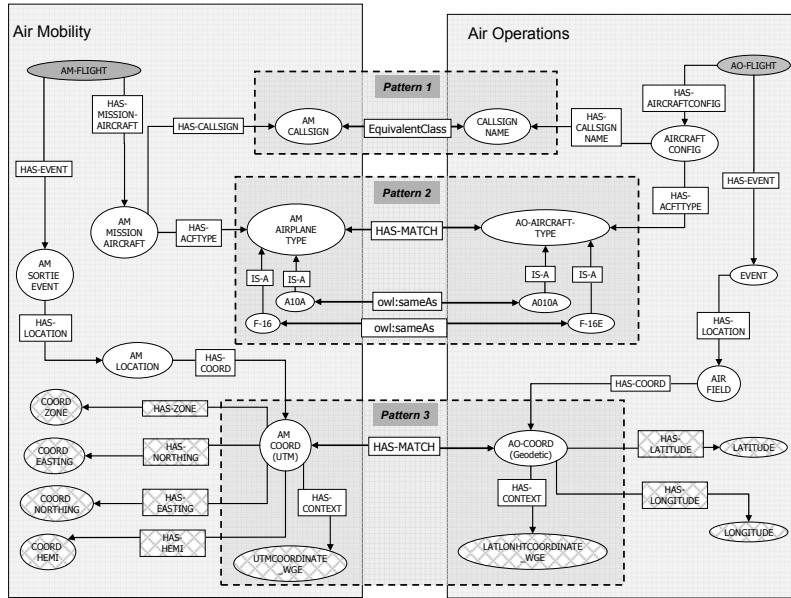 Air Mobility
Air Operations
AM-FLIGHT
AO-FLIGHT
Pattern 1
HAS-
MISSION-
AIRCRAFT
HAS-CALLSIGN
AM
CALLSIGN
EquivalentClass
CALLSIGN
NAME
HAS-
CALLSIGN
NAME
HAS-
AIRCRAFTCONFIG
AIRCRAFT
CONFIG
HAS-EVENT
HAS-EVENT
Pattern 2
AM
MISSION
AIRCRAFT
HAS-
ACFTYPE
AM
AIRPLANE
TYPE
HAS-MATCH
AO-AIRCRAFT-
TYPE
HAS-
ACFTTYPE
IS-A
IS-A
IS-A
IS-A
A10A
owl:sameAs
A010A
F-16
owl:sameAs
F-16E
AM
SORTIE
EVENT
EVENT
HAS-
LOCATION
HAS-
LOCATION
AM
LOCATION
HAS-
COORD
HAS-COORD
AIR
FIELD
Pattern 3
COORD
ZONE
HAS-ZONE
COORD
EASTING
HAS-
NORTHING
AM
COORD
(UTM)
HAS-MATCH
AO-COORD
(Geodetic)
HAS-
LATITUDE
LATITUDE
COORD
NORTHING
HAS-
EASTING
HAS-
CONTEXT
HAS-
CONTEXT
HAS-
LONGITUDE
LONGITUDE
COORD
HEMI
HAS-
HEMI
UTMCOORDINATE
_WGE
LATLONHTCOORDINATE
_WGE